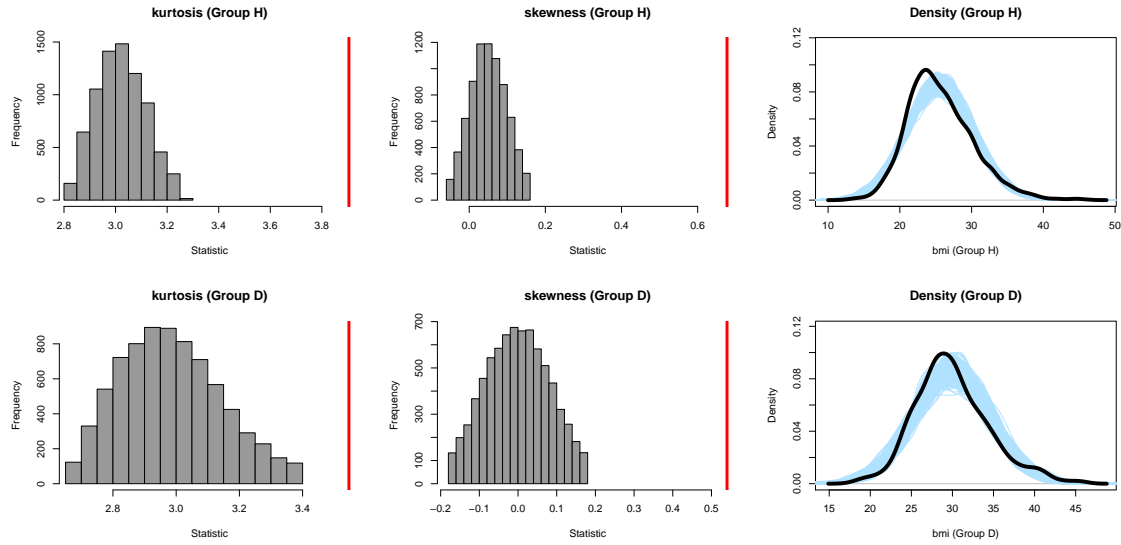 kurtosis (Group H)
Frequency
0 500 1000 1500
2.8 3.0 3.2 3.4 3.6 3.8
Statistic
skewness (Group H)
Frequency
0 200 400 600 800 1000 1200
0.0 0.2 0.4 0.6
Statistic
Density (Group H)
Density
0.00 0.04 0.08 0.12
10 20 30 40 50
bmi (Group H)
kurtosis (Group D)
Frequency
0 200 400 600 800
2.8 3.0 3.2 3.4
Statistic
skewness (Group D)
Frequency
0 100 200 300 400 500 600 700
−0.2 −0.1 0.0 0.1 0.2 0.3 0.4 0.5
Statistic
Density (Group D)
Density
0.00 0.04 0.08 0.12
15 20 25 30 35 40 45
bmi (Group D)